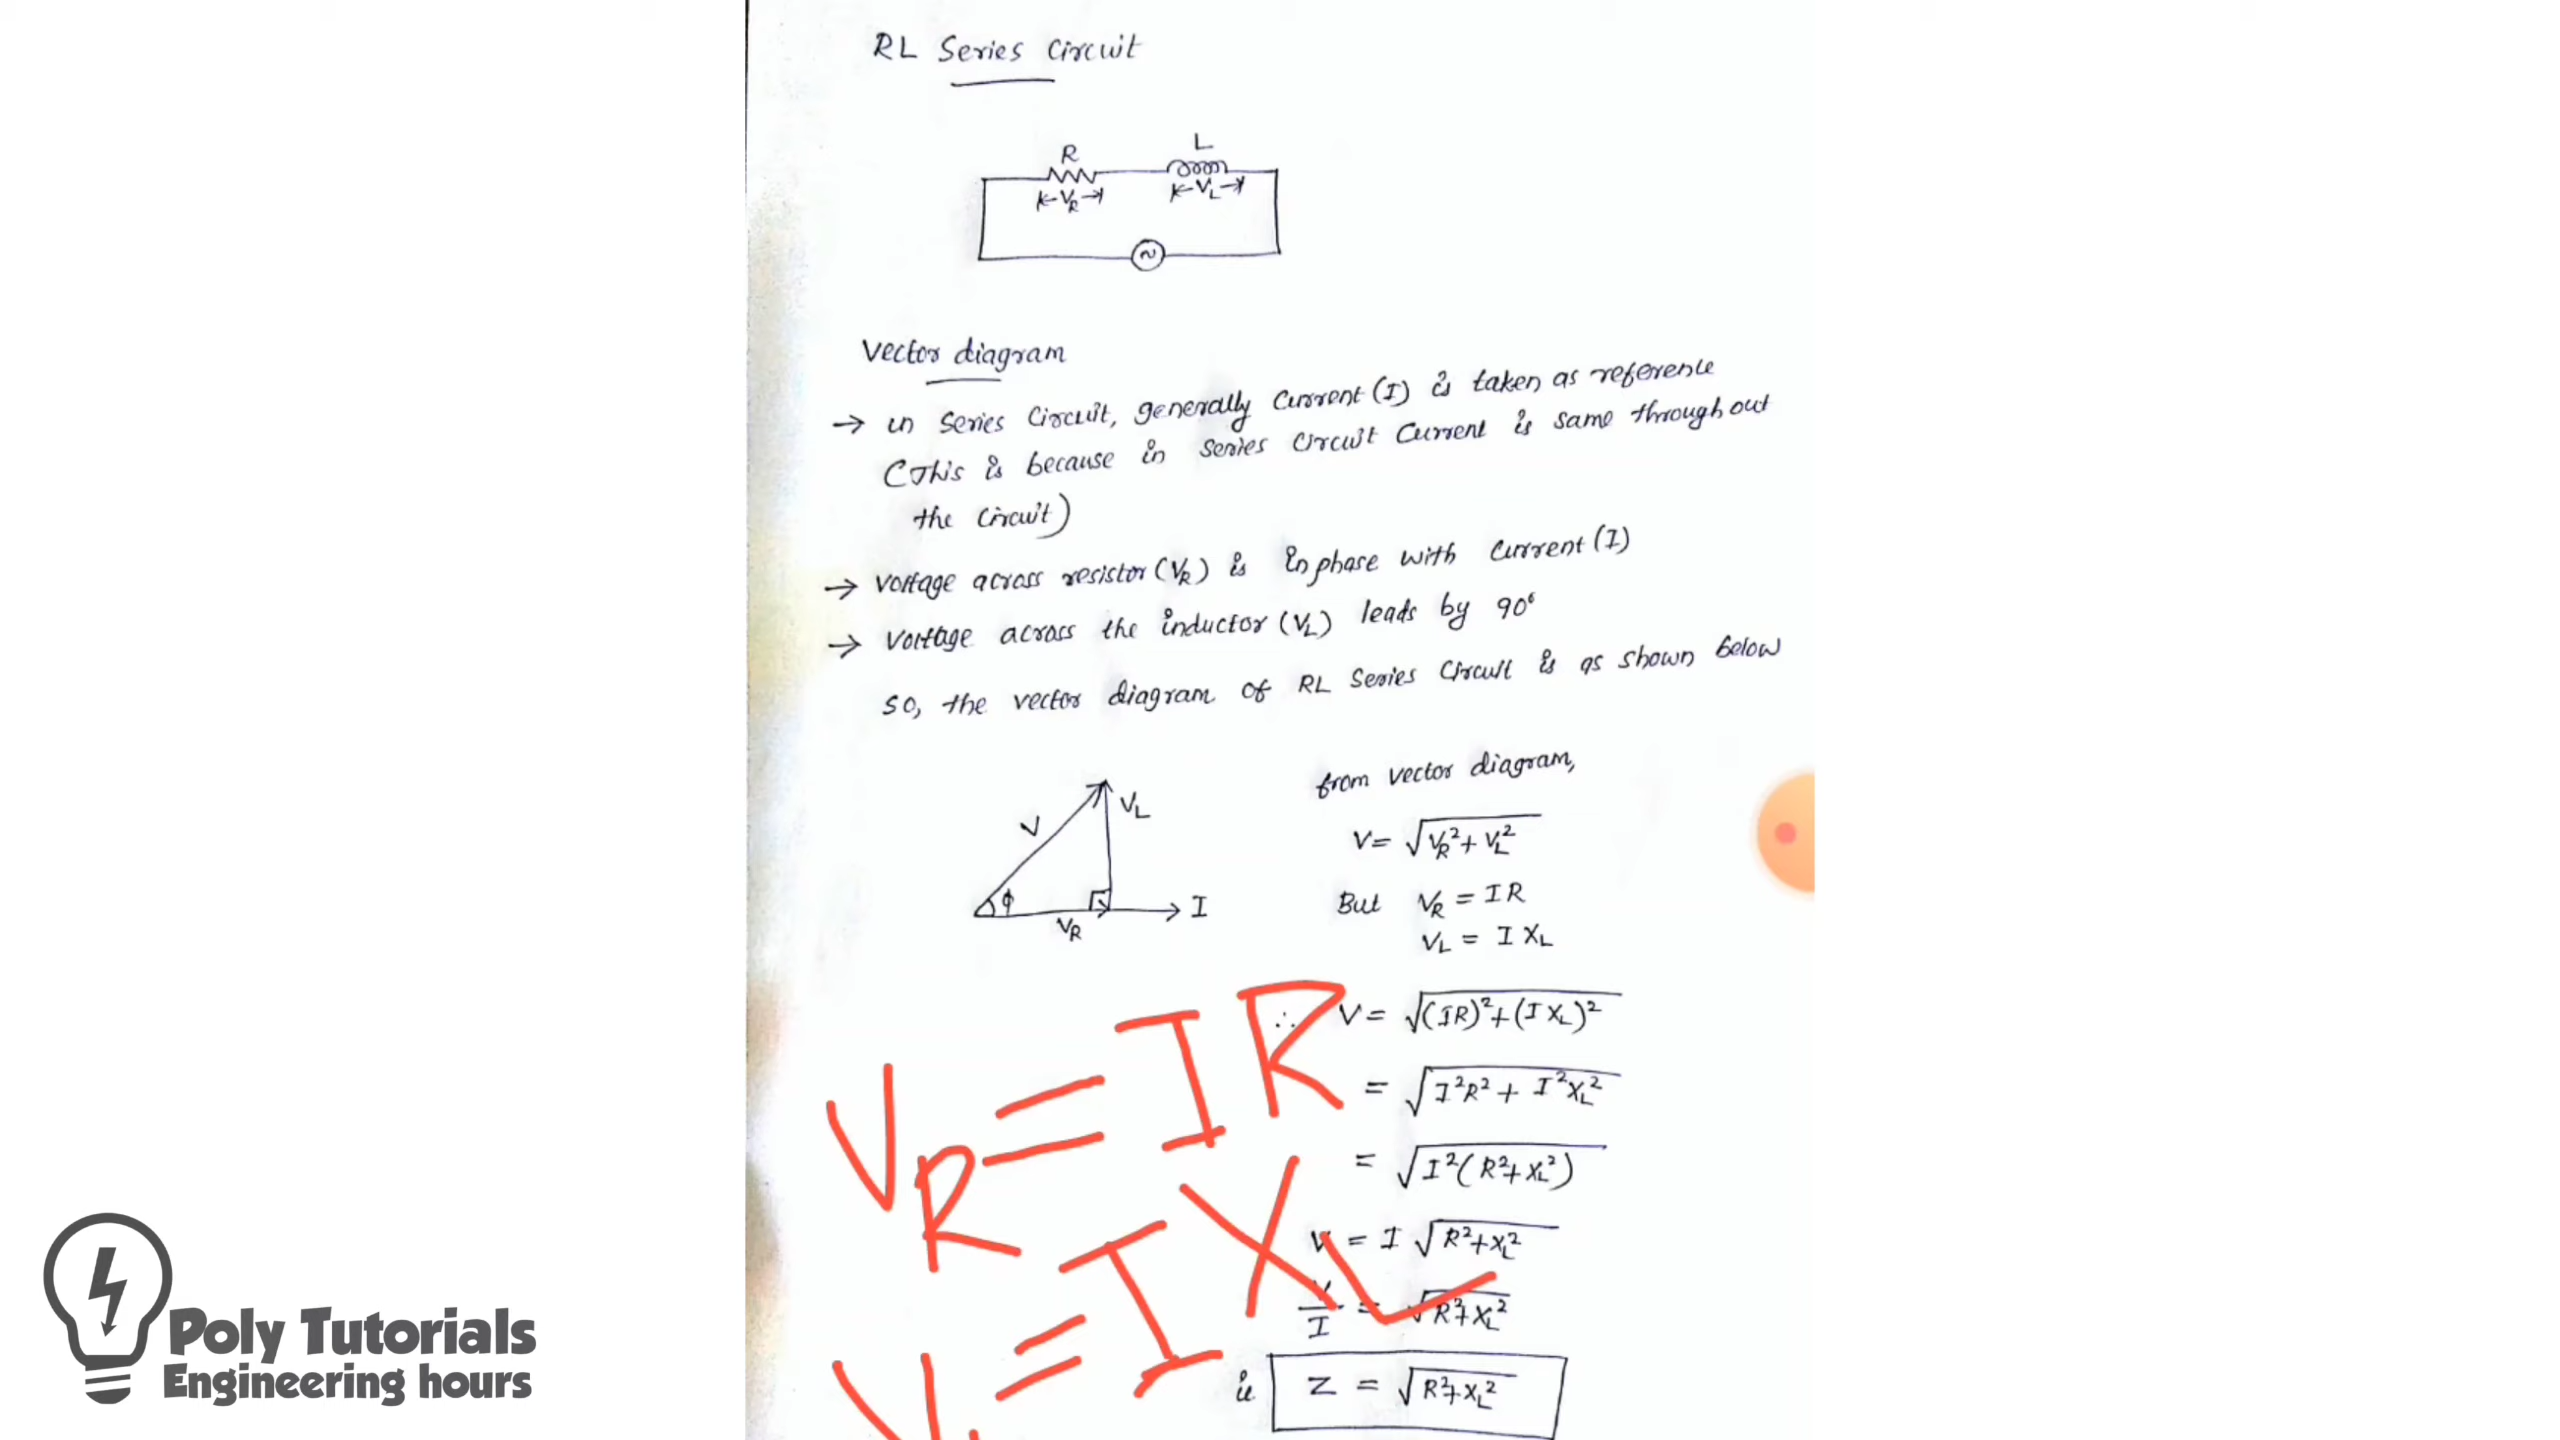 RL Series Circuit
R
L
VR
VL
~
Vector diagram
→ in Series Circuit, generally Current (I) is taken as reference
(This is because in series Circuit Current is same throughout
the Circuit)
→ Voltage across resistor (VR) is inphase with Current (I)
→ Voltage across the inductor (VL) leads by 90°
So, the vector diagram of RL Series Circuit is as shown below
V
VL
ϕ
VR
I
from vector diagram,
V = √VR² + VL²
But VR = IR
VL = I XL
∴ V = √(IR)² + (I XL)²
= √I²R² + I²XL²
= √I²(R² + XL²)
V = I √R² + XL²
V/I = √R² + XL²
ie Z = √R² + XL²
VR = IR
V = IXL
Poly Tutorials
Engineering hours